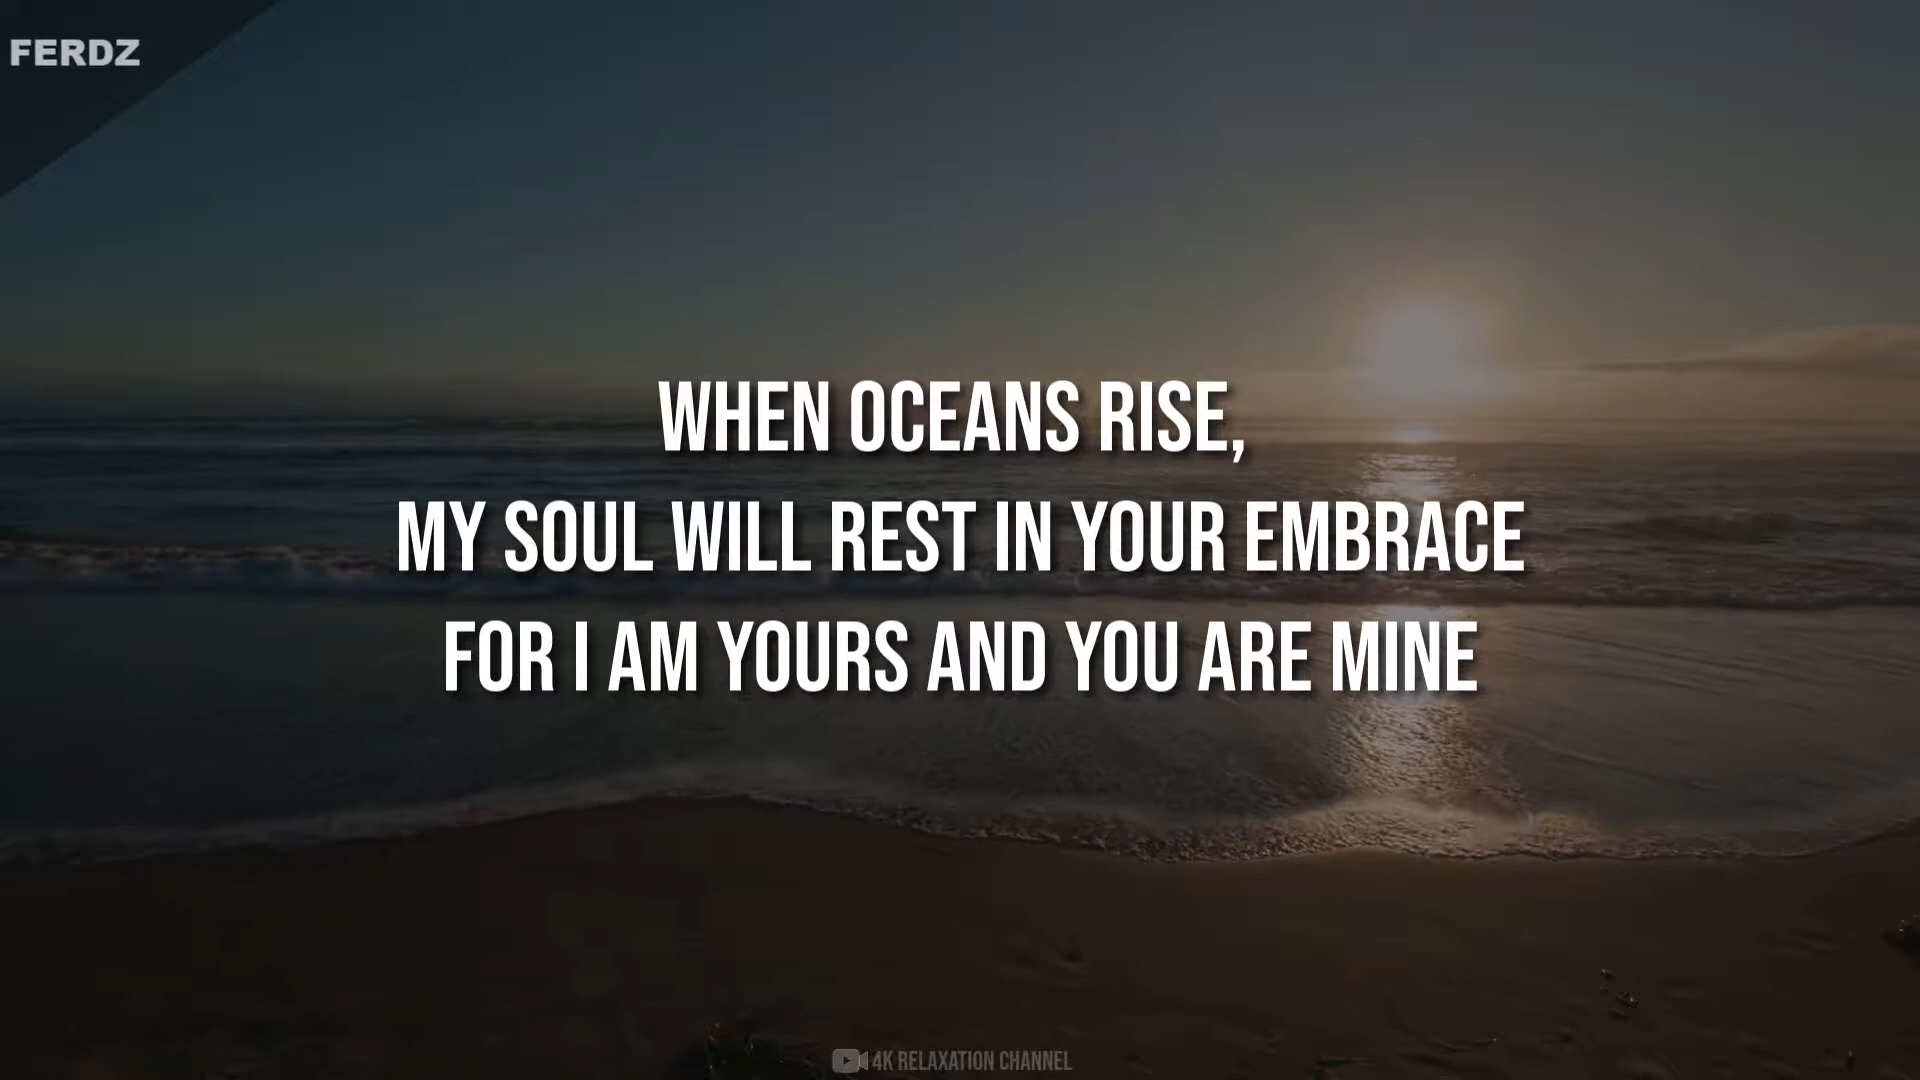 FERDZ
WHEN OCEANS RISE,
MY SOUL WILL REST IN YOUR EMBRACE
FOR I AM YOURS AND YOU ARE MINE
4K RELAXATION CHANNEL